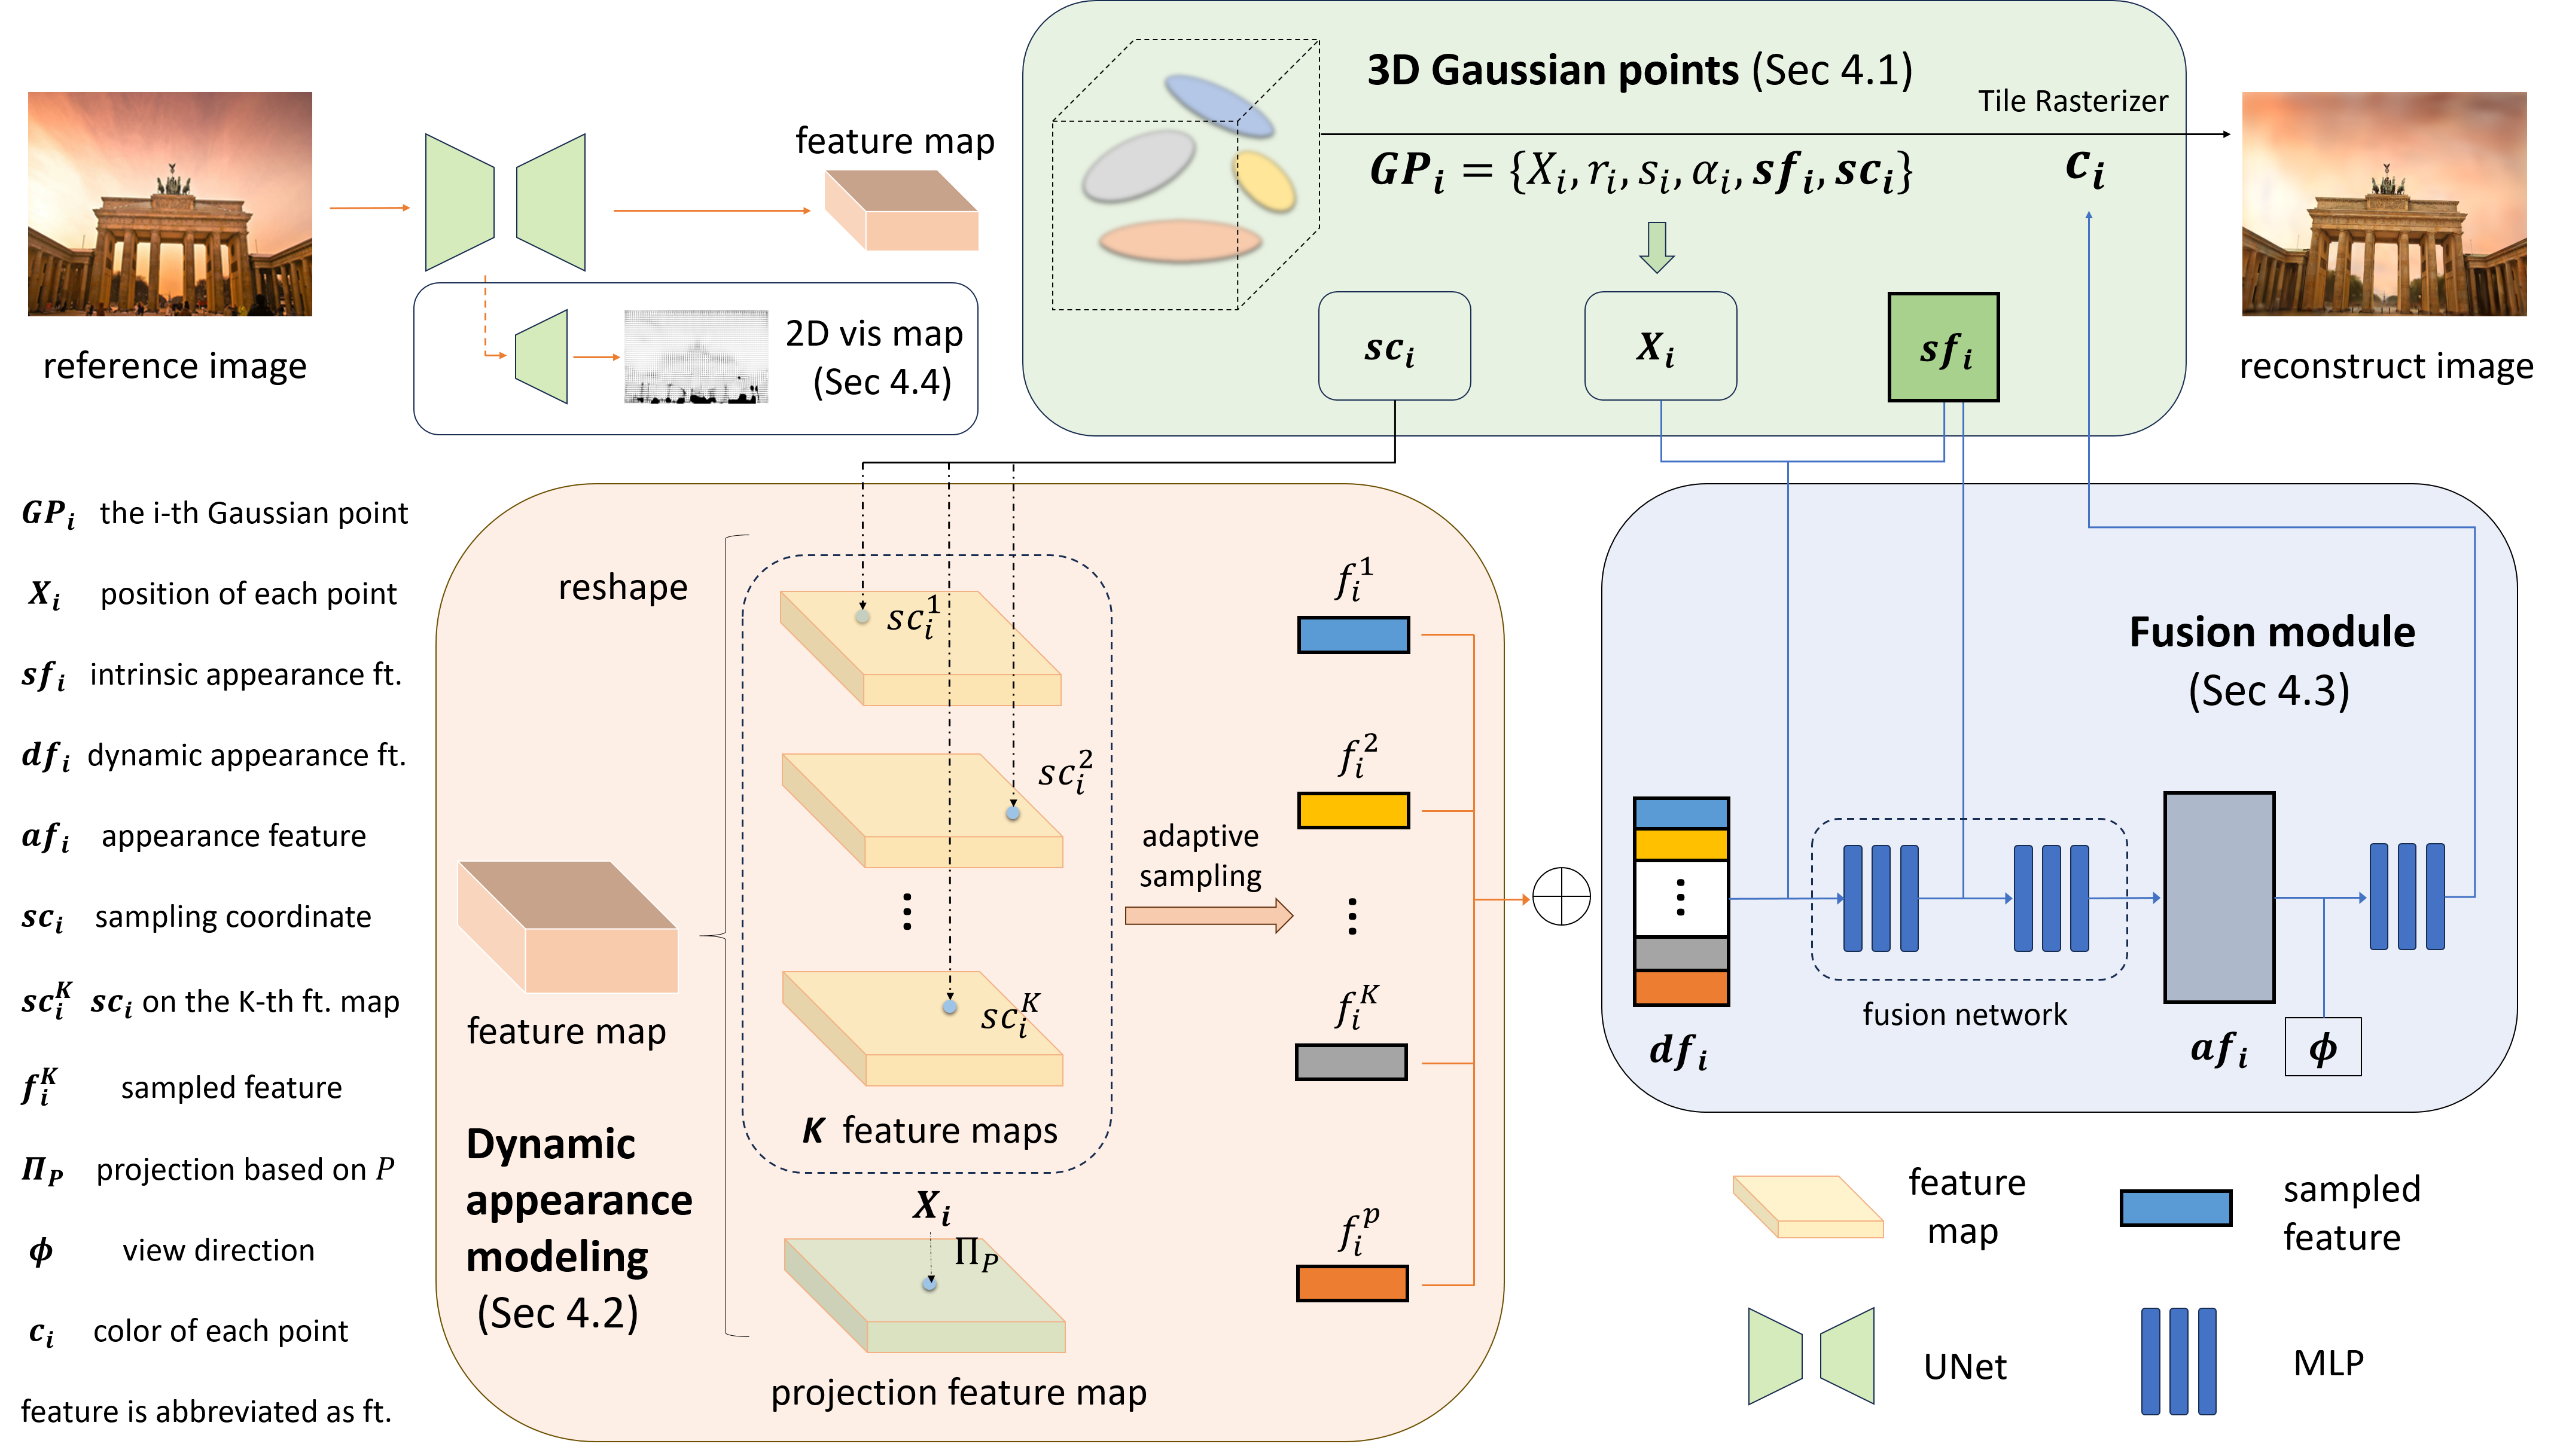 reference image
feature map
2D vis map
(Sec 4.4)
3D Gaussian points (Sec 4.1)
Tile Rasterizer
GP_i = {X_i, r_i, s_i, α_i, sf_i, sc_i}
c_i
sc_i
X_i
sf_i
reconstruct image
GP_i the i-th Gaussian point
X_i position of each point
sf_i intrinsic appearance ft.
df_i dynamic appearance ft.
af_i appearance feature
sc_i sampling coordinate
sc_i^K sc_i on the K-th ft. map
f_i^K sampled feature
Π_P projection based on P
ϕ view direction
c_i color of each point
feature is abbreviated as ft.
reshape
feature map
Dynamic
appearance
modeling
(Sec 4.2)
sc_i^1
sc_i^2
⋮
sc_i^K
K feature maps
X_i
Π_P
projection feature map
adaptive
sampling
f_i^1
f_i^2
⋮
f_i^K
f_i^p
Fusion module
(Sec 4.3)
⋮
df_i
fusion network
af_i
ϕ
feature
map
sampled
feature
UNet
MLP